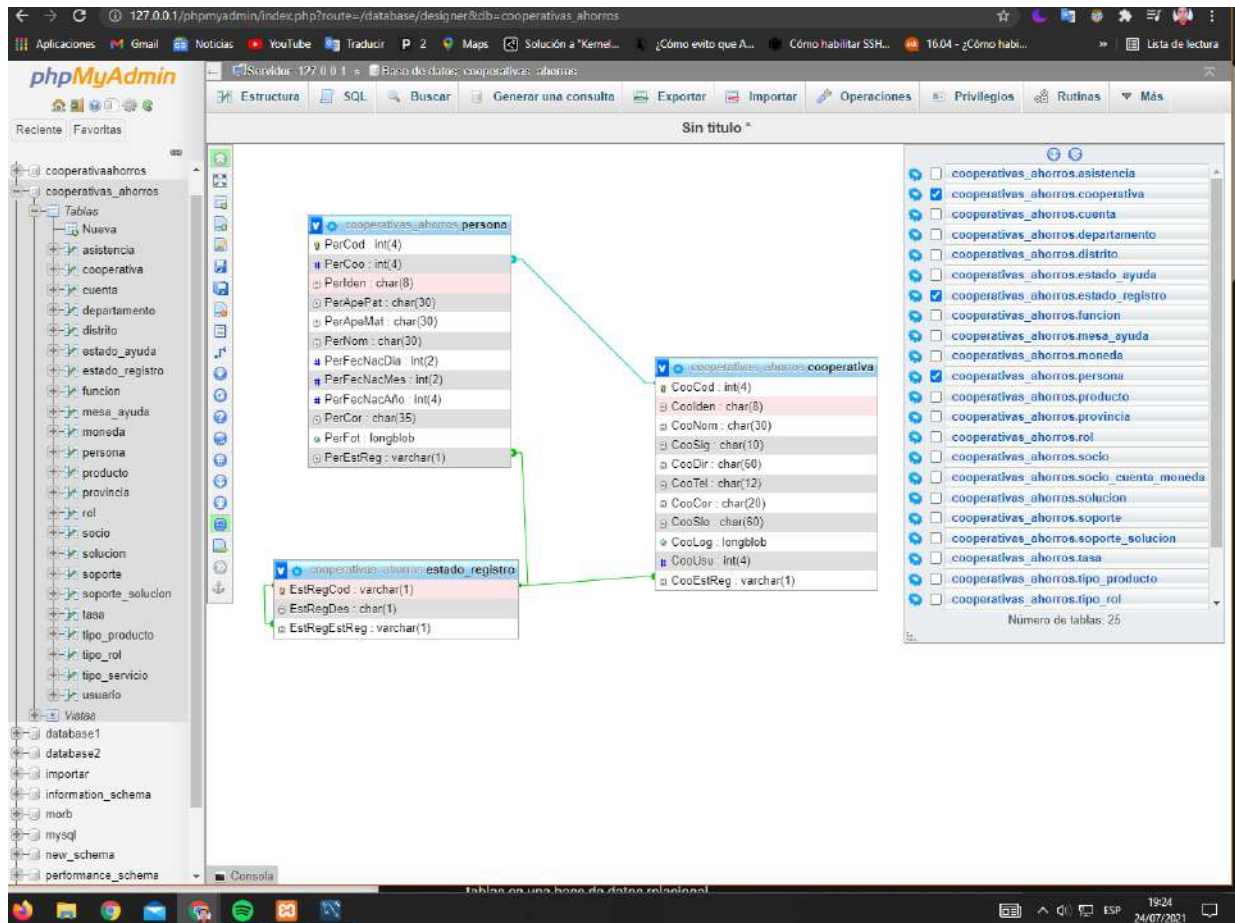 127.0.0.1/phpmyadmin/index.php?route=/database/designer&db=cooperativas_ahorros
Aplicaciones
Gmail
Noticias
YouTube
Traducir
P 2
Maps
Solución a "Kernel...
¿Cómo evito que A...
Cómo habilitar SSH...
16.04 - ¿Cómo habi...
»
Lista de lectura
phpMyAdmin
Reciente
Favoritas
cooperativaahorros
cooperativas_ahorros
Tablas
Nueva
asistencia
cooperativa
cuenta
departamento
distrito
estado_ayuda
estado_registro
funcion
mesa_ayuda
moneda
persona
producto
provincia
rol
socio
solucion
soporte
soporte_solucion
tasa
tipo_producto
tipo_rol
tipo_servicio
usuario
Vistas
database1
database2
importar
information_schema
morb
mysql
new_schema
performance_schema
Servidor: 127.0.0.1 » Base de datos: cooperativas_ahorros
Estructura
SQL
Buscar
Generar una consulta
Exportar
Importar
Operaciones
Privilegios
Rutinas
Más
Sin título *
cooperativas_ahorros persona
PerCod : int(4)
PerCoo : int(4)
PerIden : char(8)
PerApePat : char(30)
PerApeMat : char(30)
PerNom : char(30)
PerFecNacDia : int(2)
PerFecNacMes : int(2)
PerFecNacAño : int(4)
PerCor : char(35)
PerFot : longblob
PerEstReg : varchar(1)
cooperativas_ahorros cooperativa
CooCod : int(4)
CooIden : char(8)
CooNom : char(30)
CooSig : char(10)
CooDir : char(60)
CooTel : char(12)
CooCor : char(20)
CooSlo : char(60)
CooLog : longblob
CooUsu : int(4)
CooEstReg : varchar(1)
cooperativas_ahorros estado_registro
EstRegCod : varchar(1)
EstRegDes : char(1)
EstRegEstReg : varchar(1)
cooperativas_ahorros.asistencia
cooperativas_ahorros.cooperativa
cooperativas_ahorros.cuenta
cooperativas_ahorros.departamento
cooperativas_ahorros.distrito
cooperativas_ahorros.estado_ayuda
cooperativas_ahorros.estado_registro
cooperativas_ahorros.funcion
cooperativas_ahorros.mesa_ayuda
cooperativas_ahorros.moneda
cooperativas_ahorros.persona
cooperativas_ahorros.producto
cooperativas_ahorros.provincia
cooperativas_ahorros.rol
cooperativas_ahorros.socio
cooperativas_ahorros.socio_cuenta_moneda
cooperativas_ahorros.solucion
cooperativas_ahorros.soporte
cooperativas_ahorros.soporte_solucion
cooperativas_ahorros.tasa
cooperativas_ahorros.tipo_producto
cooperativas_ahorros.tipo_rol
Número de tablas: 25
Consola
tablas en una base de datos relacional
ESP
19:24
24/07/2021